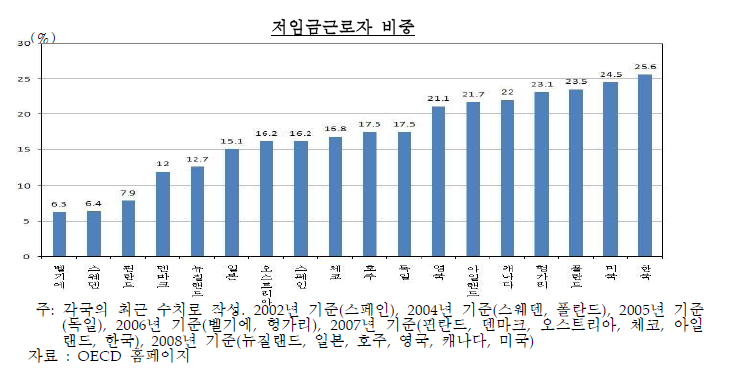 저임금근로자 비중
(%)
30
25
20
15
10
5
0
6.3
6.4
7.9
12
12.7
15.1
16.2
16.2
16.8
17.5
17.5
21.1
21.7
22
23.1
23.5
24.5
25.6
벨기에
스웨덴
핀란드
덴마크
뉴질랜드
일본
오스트리아
스페인
체코
호주
독일
영국
아일랜드
캐나다
헝가리
폴란드
미국
한국
주: 각국의 최근 수치로 작성. 2002년 기준(스페인), 2004년 기준(스웨덴, 폴란드), 2005년 기준
(독일), 2006년 기준(벨기에, 헝가리), 2007년 기준(핀란드, 덴마크, 오스트리아, 체코, 아일
랜드, 한국), 2008년 기준(뉴질랜드, 일본, 호주, 영국, 캐나다, 미국)
자료 : OECD 홈페이지